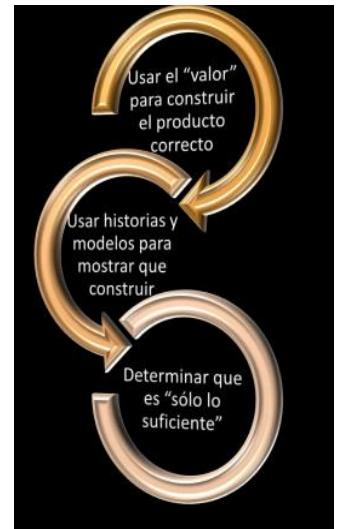 Usar el “valor”
para construir
el producto
correcto
Usar historias y
modelos para
mostrar que
construir
Determinar que
es “sólo lo
suficiente”